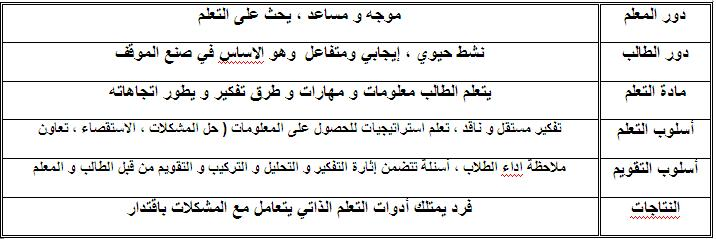 دور المعلم موجه و مساعد ، يحث على التعلم
دور الطالب نشط حيوي ، إيجابي ومتفاعل وهو الاساس في صنع الموقف
مادة التعلم يتعلم الطالب معلومات و مهارات و طرق تفكير و يطور اتجاهاته
أسلوب التعلم تفكير مستقل و ناقد ، تعلم استراتيجيات للحصول على المعلومات ( حل المشكلات ، الاستقصاء ، تعاون
أسلوب التقويم ملاحظة اداء الطلاب ، أسئلة تتضمن إثارة التفكير و التحليل و التركيب و التقويم من قبل الطالب و المعلم
النتاجات فرد يمتلك أدوات التعلم الذاتي يتعامل مع المشكلات باقتدار